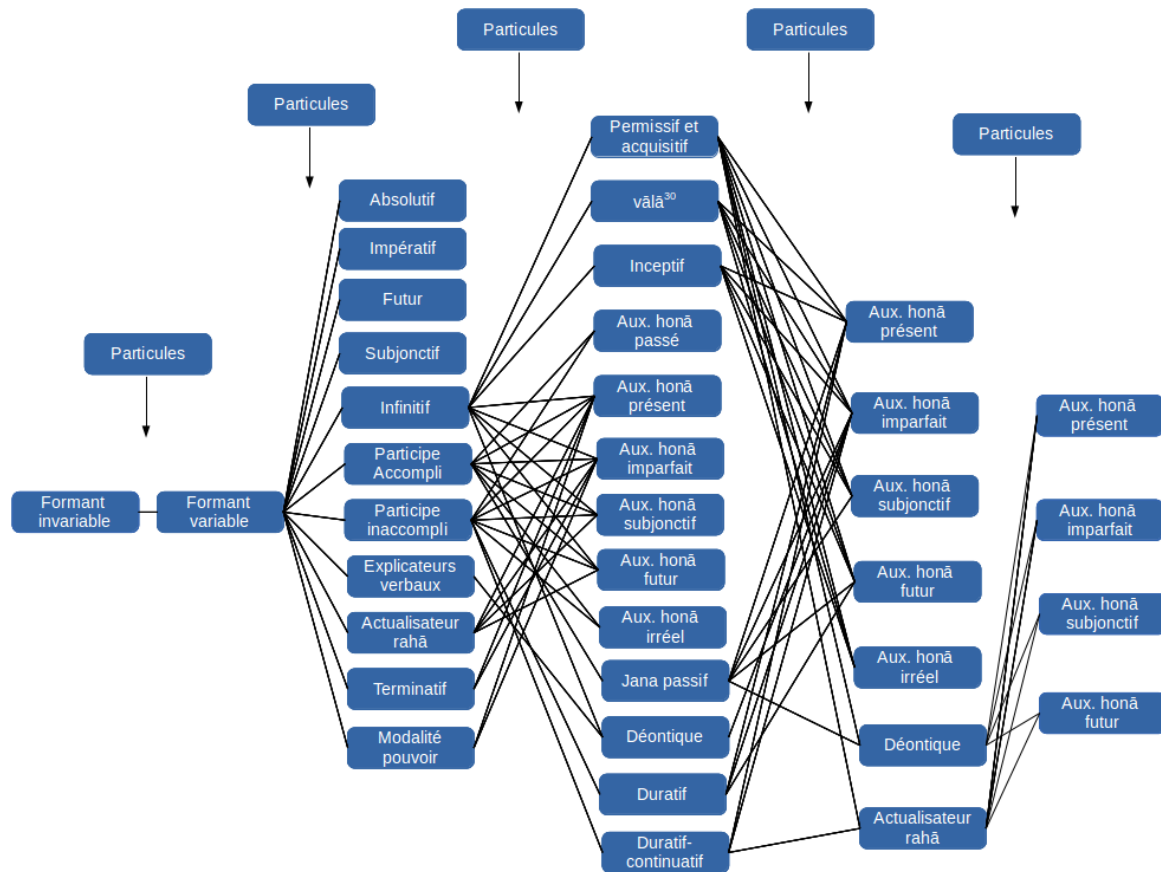 Particules
Particules
Particules
Particules
Particules
Formant
invariable
Formant
variable
Absolutif
Impératif
Futur
Subjonctif
Infinitif
Participe
Accompli
Participe
inaccompli
Explicateurs
verbaux
Actualisateur
rahā
Terminatif
Modalité
pouvoir
Permissif et
acquisitif
vālā³⁰
Inceptif
Aux. honā
passé
Aux. honā
présent
Aux. honā
imparfait
Aux. honā
subjonctif
Aux. honā
futur
Aux. honā
irréel
Jana passif
Déontique
Duratif
Duratif-
continuatif
Aux. honā
présent
Aux. honā
imparfait
Aux. honā
subjonctif
Aux. honā
futur
Aux. honā
irréel
Déontique
Actualisateur
rahā
Aux. honā
présent
Aux. honā
imparfait
Aux. honā
subjonctif
Aux. honā
futur